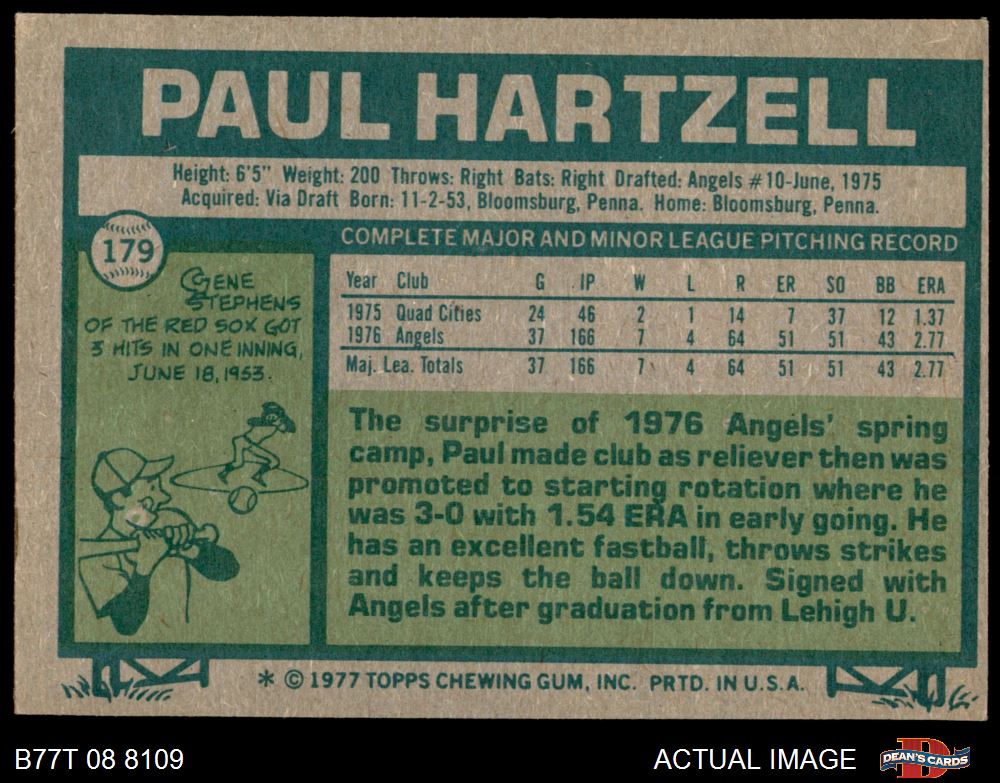 PAUL HARTZELL
Height: 6'5" Weight: 200 Throws: Right Bats: Right Drafted: Angels #10-June, 1975
Acquired: Via Draft Born: 11-2-53, Bloomsburg, Penna. Home: Bloomsburg, Penna.
179
GENE
STEPHENS
OF THE RED SOX GOT
3 HITS IN ONE INNING,
JUNE 18, 1953.
COMPLETE MAJOR AND MINOR LEAGUE PITCHING RECORD
Year Club G IP W L R ER SO BB ERA
1975 Quad Cities 24 46 2 1 14 7 37 12 1.37
1976 Angels 37 166 7 4 64 51 51 43 2.77
Maj. Lea. Totals 37 166 7 4 64 51 51 43 2.77
The surprise of 1976 Angels' spring
camp, Paul made club as reliever then was
promoted to starting rotation where he
was 3-0 with 1.54 ERA in early going. He
has an excellent fastball, throws strikes
and keeps the ball down. Signed with
Angels after graduation from Lehigh U.
* © 1977 TOPPS CHEWING GUM, INC. PRTD. IN U.S.A.
B77T 08 8109
ACTUAL IMAGE
D
DEAN'S CARDS